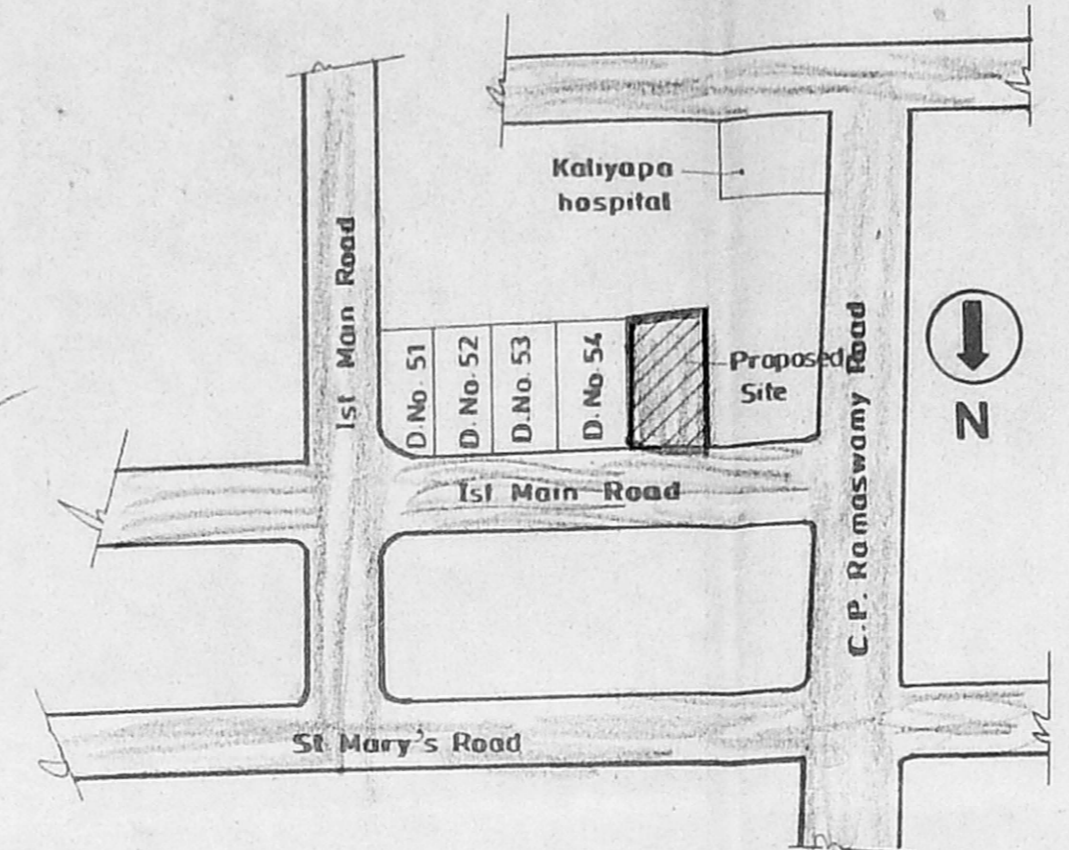 Kaliyapa
hospital
Ist Main Road
D.No. 51
D. No. 52
D.No. 53
D. No. 54
Proposed
Site
C.P. Ramaswamy Road
N
Ist Main Road
St Mary's Road